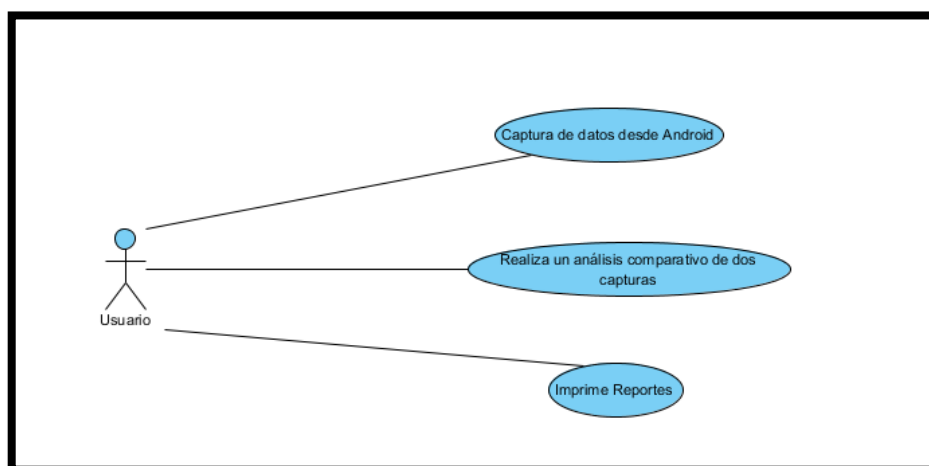 Captura de datos desde Android
Realiza un análisis comparativo de dos
capturas
Usuario
Imprime Reportes